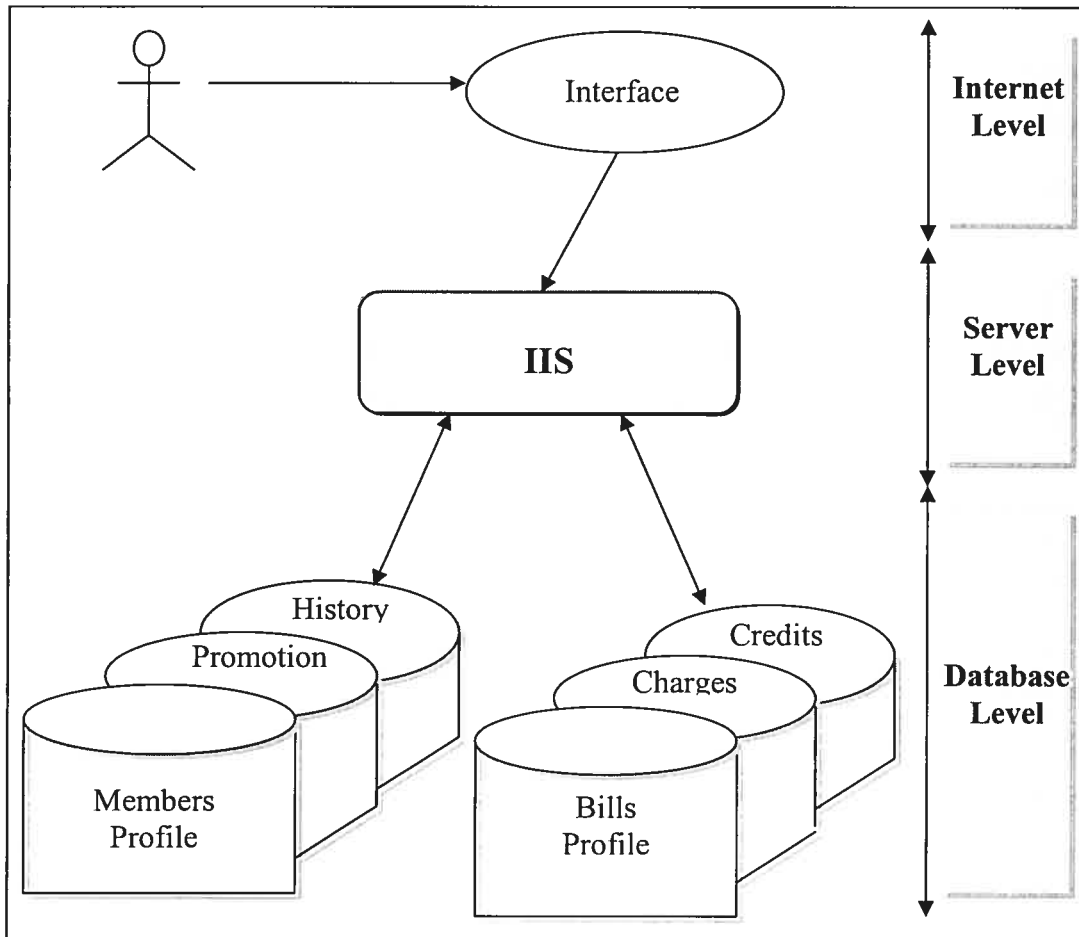 Interface
Internet
Level
IIS
Server
Level
History
Promotion
Members
Profile
Credits
Charges
Bills
Profile
Database
Level